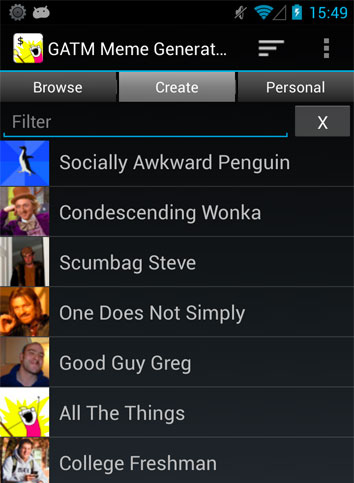 15:49
$
GATM Meme Generat...
Browse
Create
Personal
Filter
X
Socially Awkward Penguin
Condescending Wonka
Scumbag Steve
One Does Not Simply
Good Guy Greg
All The Things
College Freshman